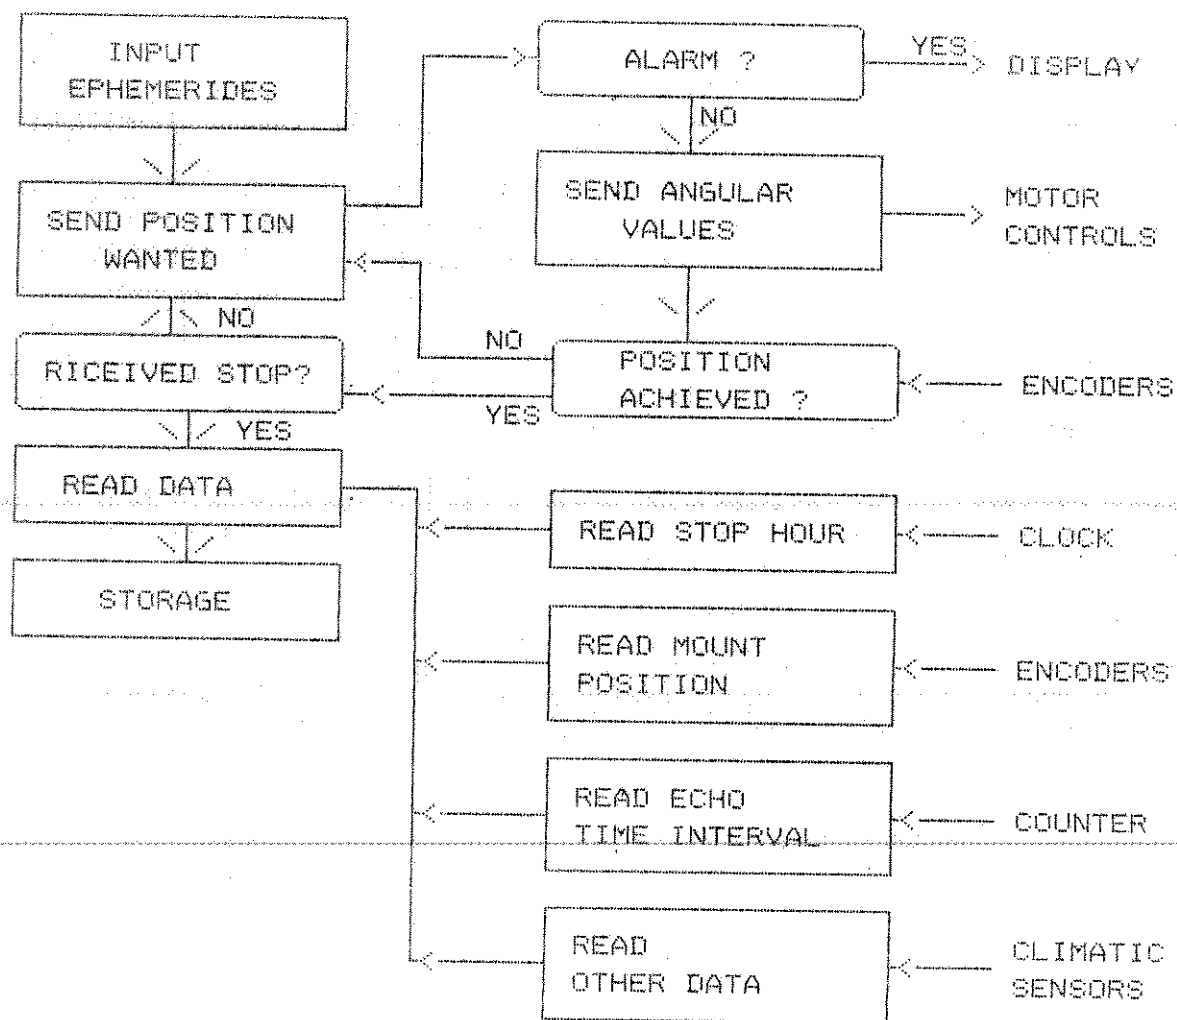 INPUT
EPHEMERIDES
ALARM ?
YES
DISPLAY
NO
SEND POSITION
WANTED
SEND ANGULAR
VALUES
MOTOR
CONTROLS
NO
RICEIVED STOP?
NO
YES
POSITION
ACHIEVED ?
ENCODERS
YES
READ DATA
STORAGE
READ STOP HOUR
CLOCK
READ MOUNT
POSITION
ENCODERS
READ ECHO
TIME INTERVAL
COUNTER
READ
OTHER DATA
CLIMATIC
SENSORS